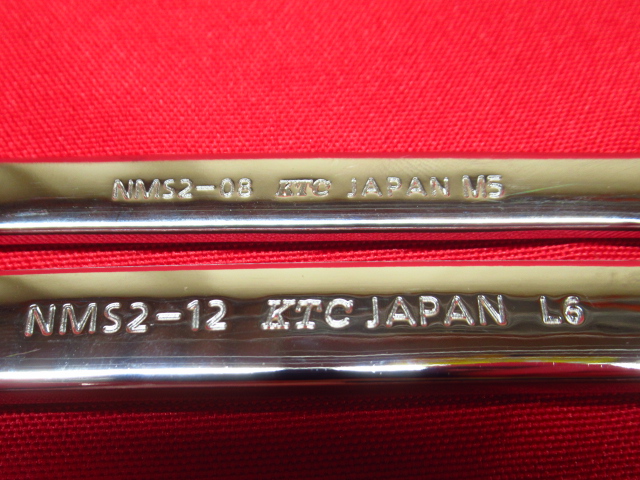 NMS2-08 KTC JAPAN M5
NMS2-12 KTC JAPAN L6